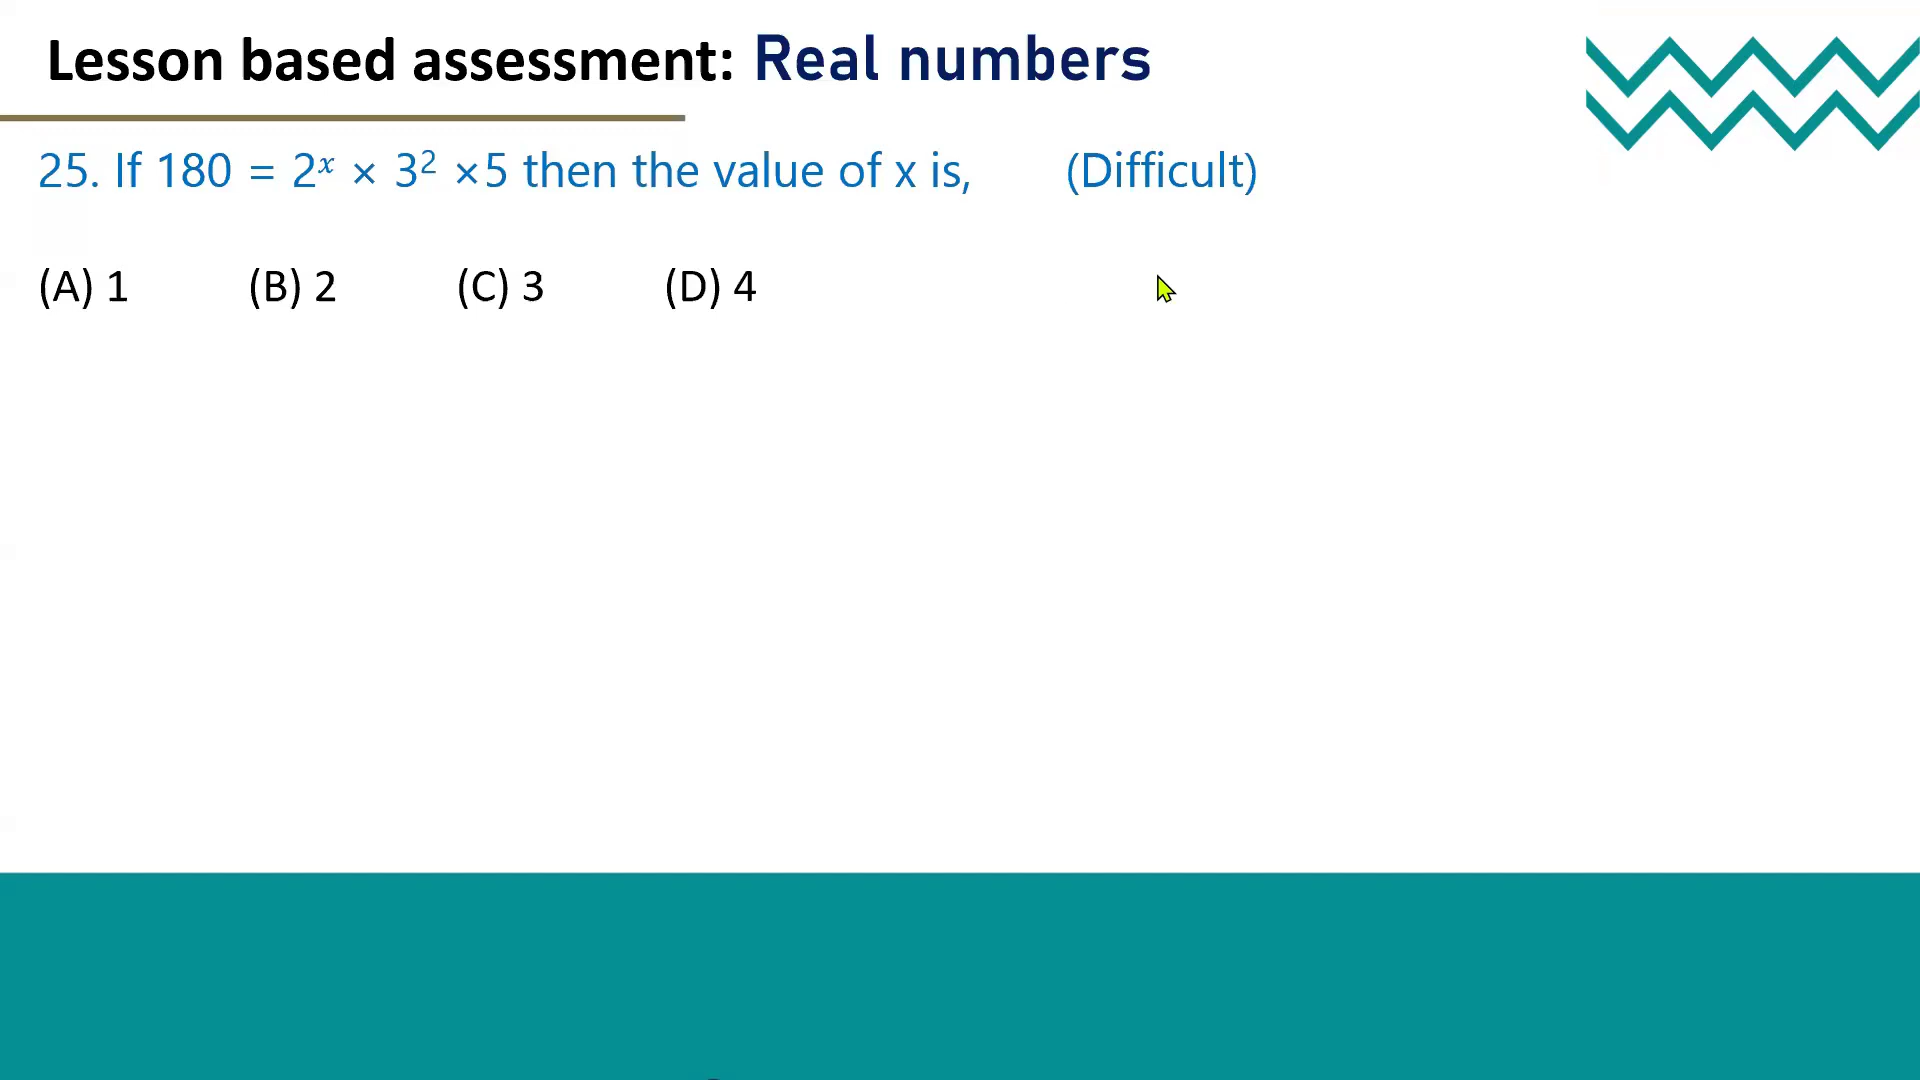 Lesson based assessment: Real numbers
25. If 180 = 2ˣ × 3² ×5 then the value of x is, (Difficult)
(A) 1 (B) 2 (C) 3 (D) 4